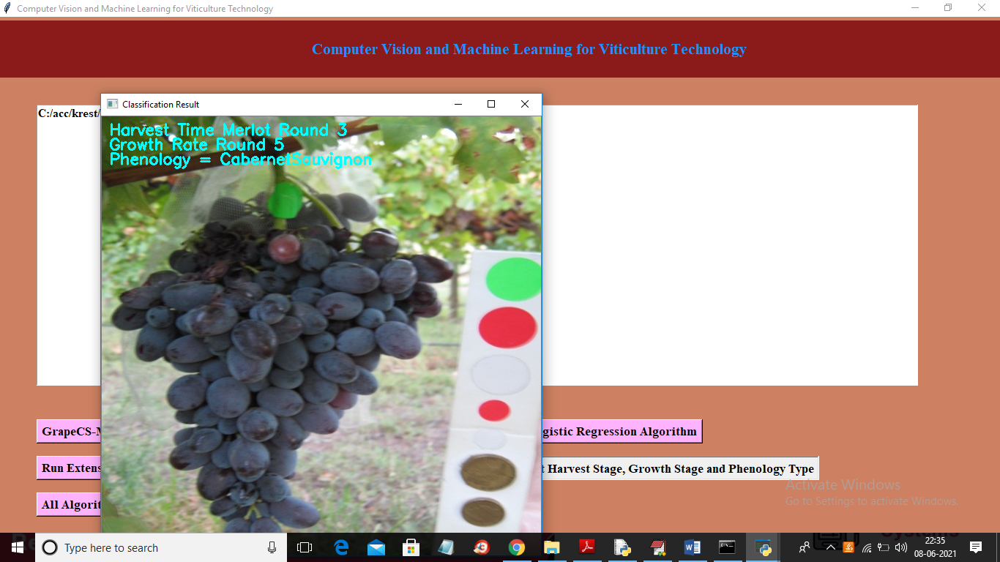 Computer Vision and Machine Learning for Viticulture Technology
Computer Vision and Machine Learning for Viticulture Technology
C:/acc/krest/
Classification Result
Harvest Time Merlot Round 3
Growth Rate Round 5
Phenology = CabernetSauvignon
GrapeCS-
gistic Regression Algorithm
Run Extens
t Harvest Stage, Growth Stage and Phenology Type
All Algorit
Activate Windows
Go to Settings to activate Windows.
Type here to search
22:35
08-06-2021